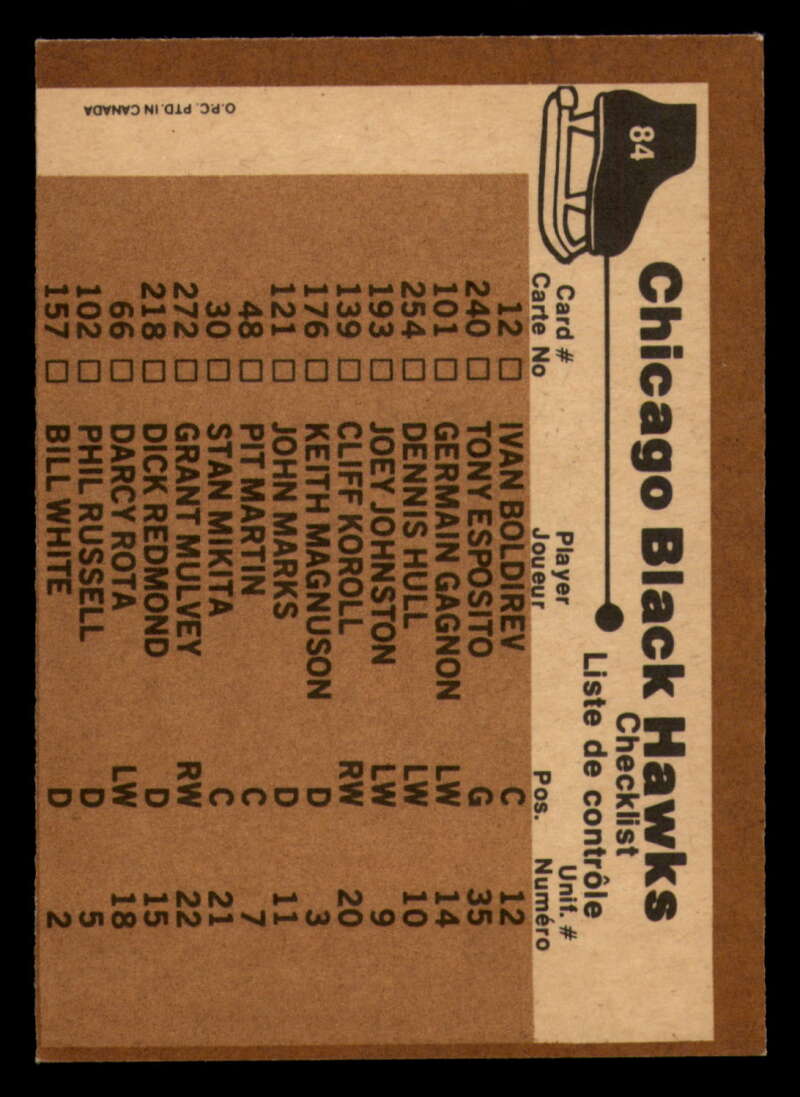 84
Chicago Black Hawks
Checklist
Liste de contrôle
Card # Player Pos. Unif. #
Carte No Joueur Numéro
12 □ IVAN BOLDIREV C 12
240 □ TONY ESPOSITO G 35
101 □ GERMAIN GAGNON LW 14
254 □ DENNIS HULL LW 10
193 □ JOEY JOHNSTON LW 9
139 □ CLIFF KOROLL RW 20
176 □ KEITH MAGNUSON D 3
121 □ JOHN MARKS D 11
48 □ PIT MARTIN C 7
30 □ STAN MIKITA C 21
272 □ GRANT MULVEY RW 22
218 □ DICK REDMOND D 15
66 □ DARCY ROTA LW 18
102 □ PHIL RUSSELL D 5
157 □ BILL WHITE D 2
O.P.C. PTD. IN CANADA